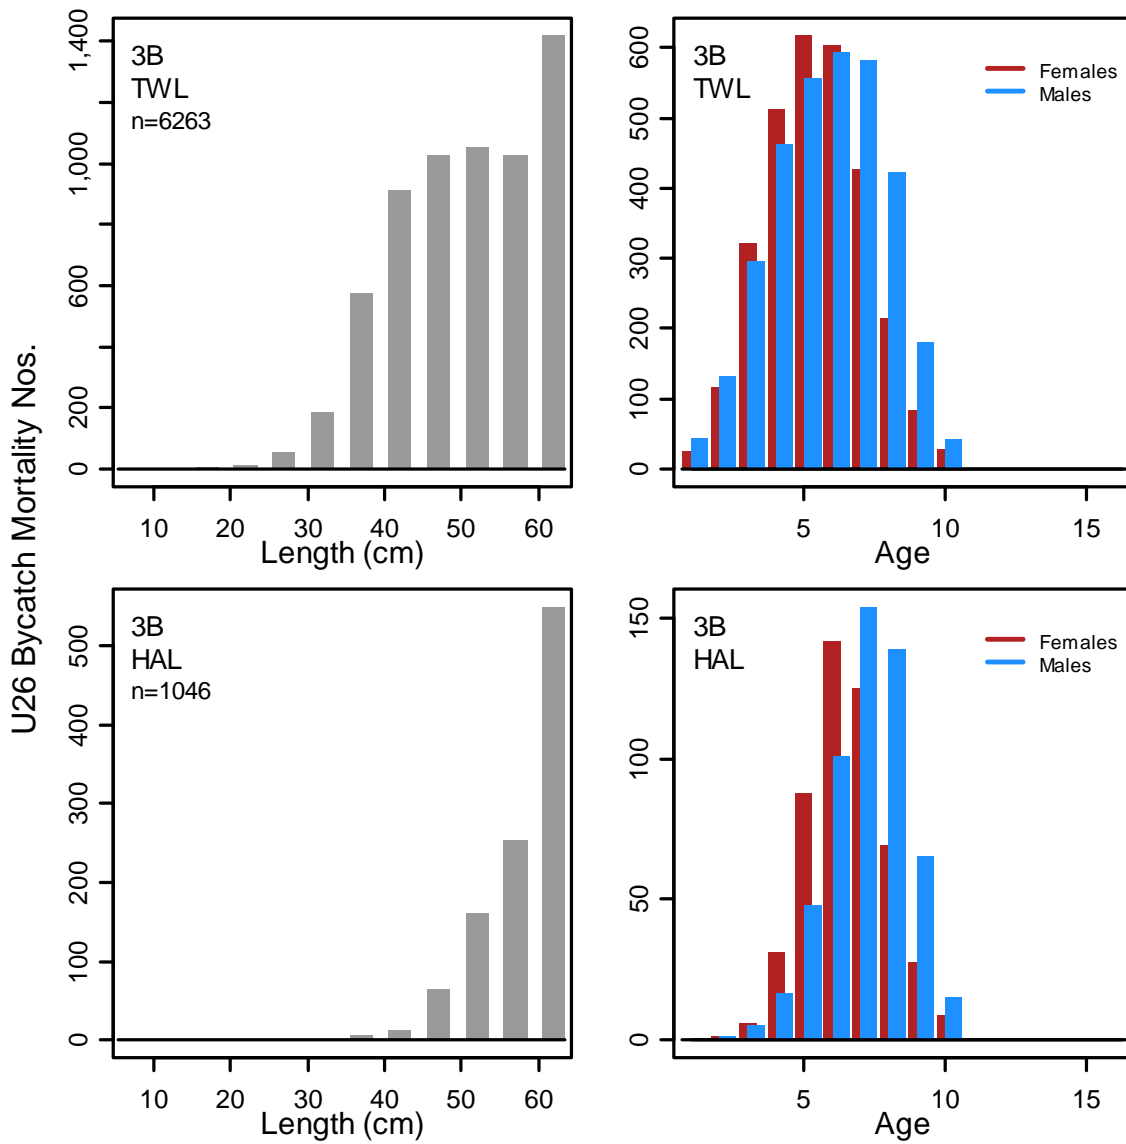 U26 Bycatch Mortality Nos.
3B
TWL
n=6263
0
200
600
1,000
1,400
10 20 30 40 50 60
Length (cm)
3B
TWL
Females
Males
0
100
200
300
400
500
600
5 10 15
Age
3B
HAL
n=1046
0
100
200
300
400
500
10 20 30 40 50 60
Length (cm)
3B
HAL
Females
Males
0
50
100
150
5 10 15
Age